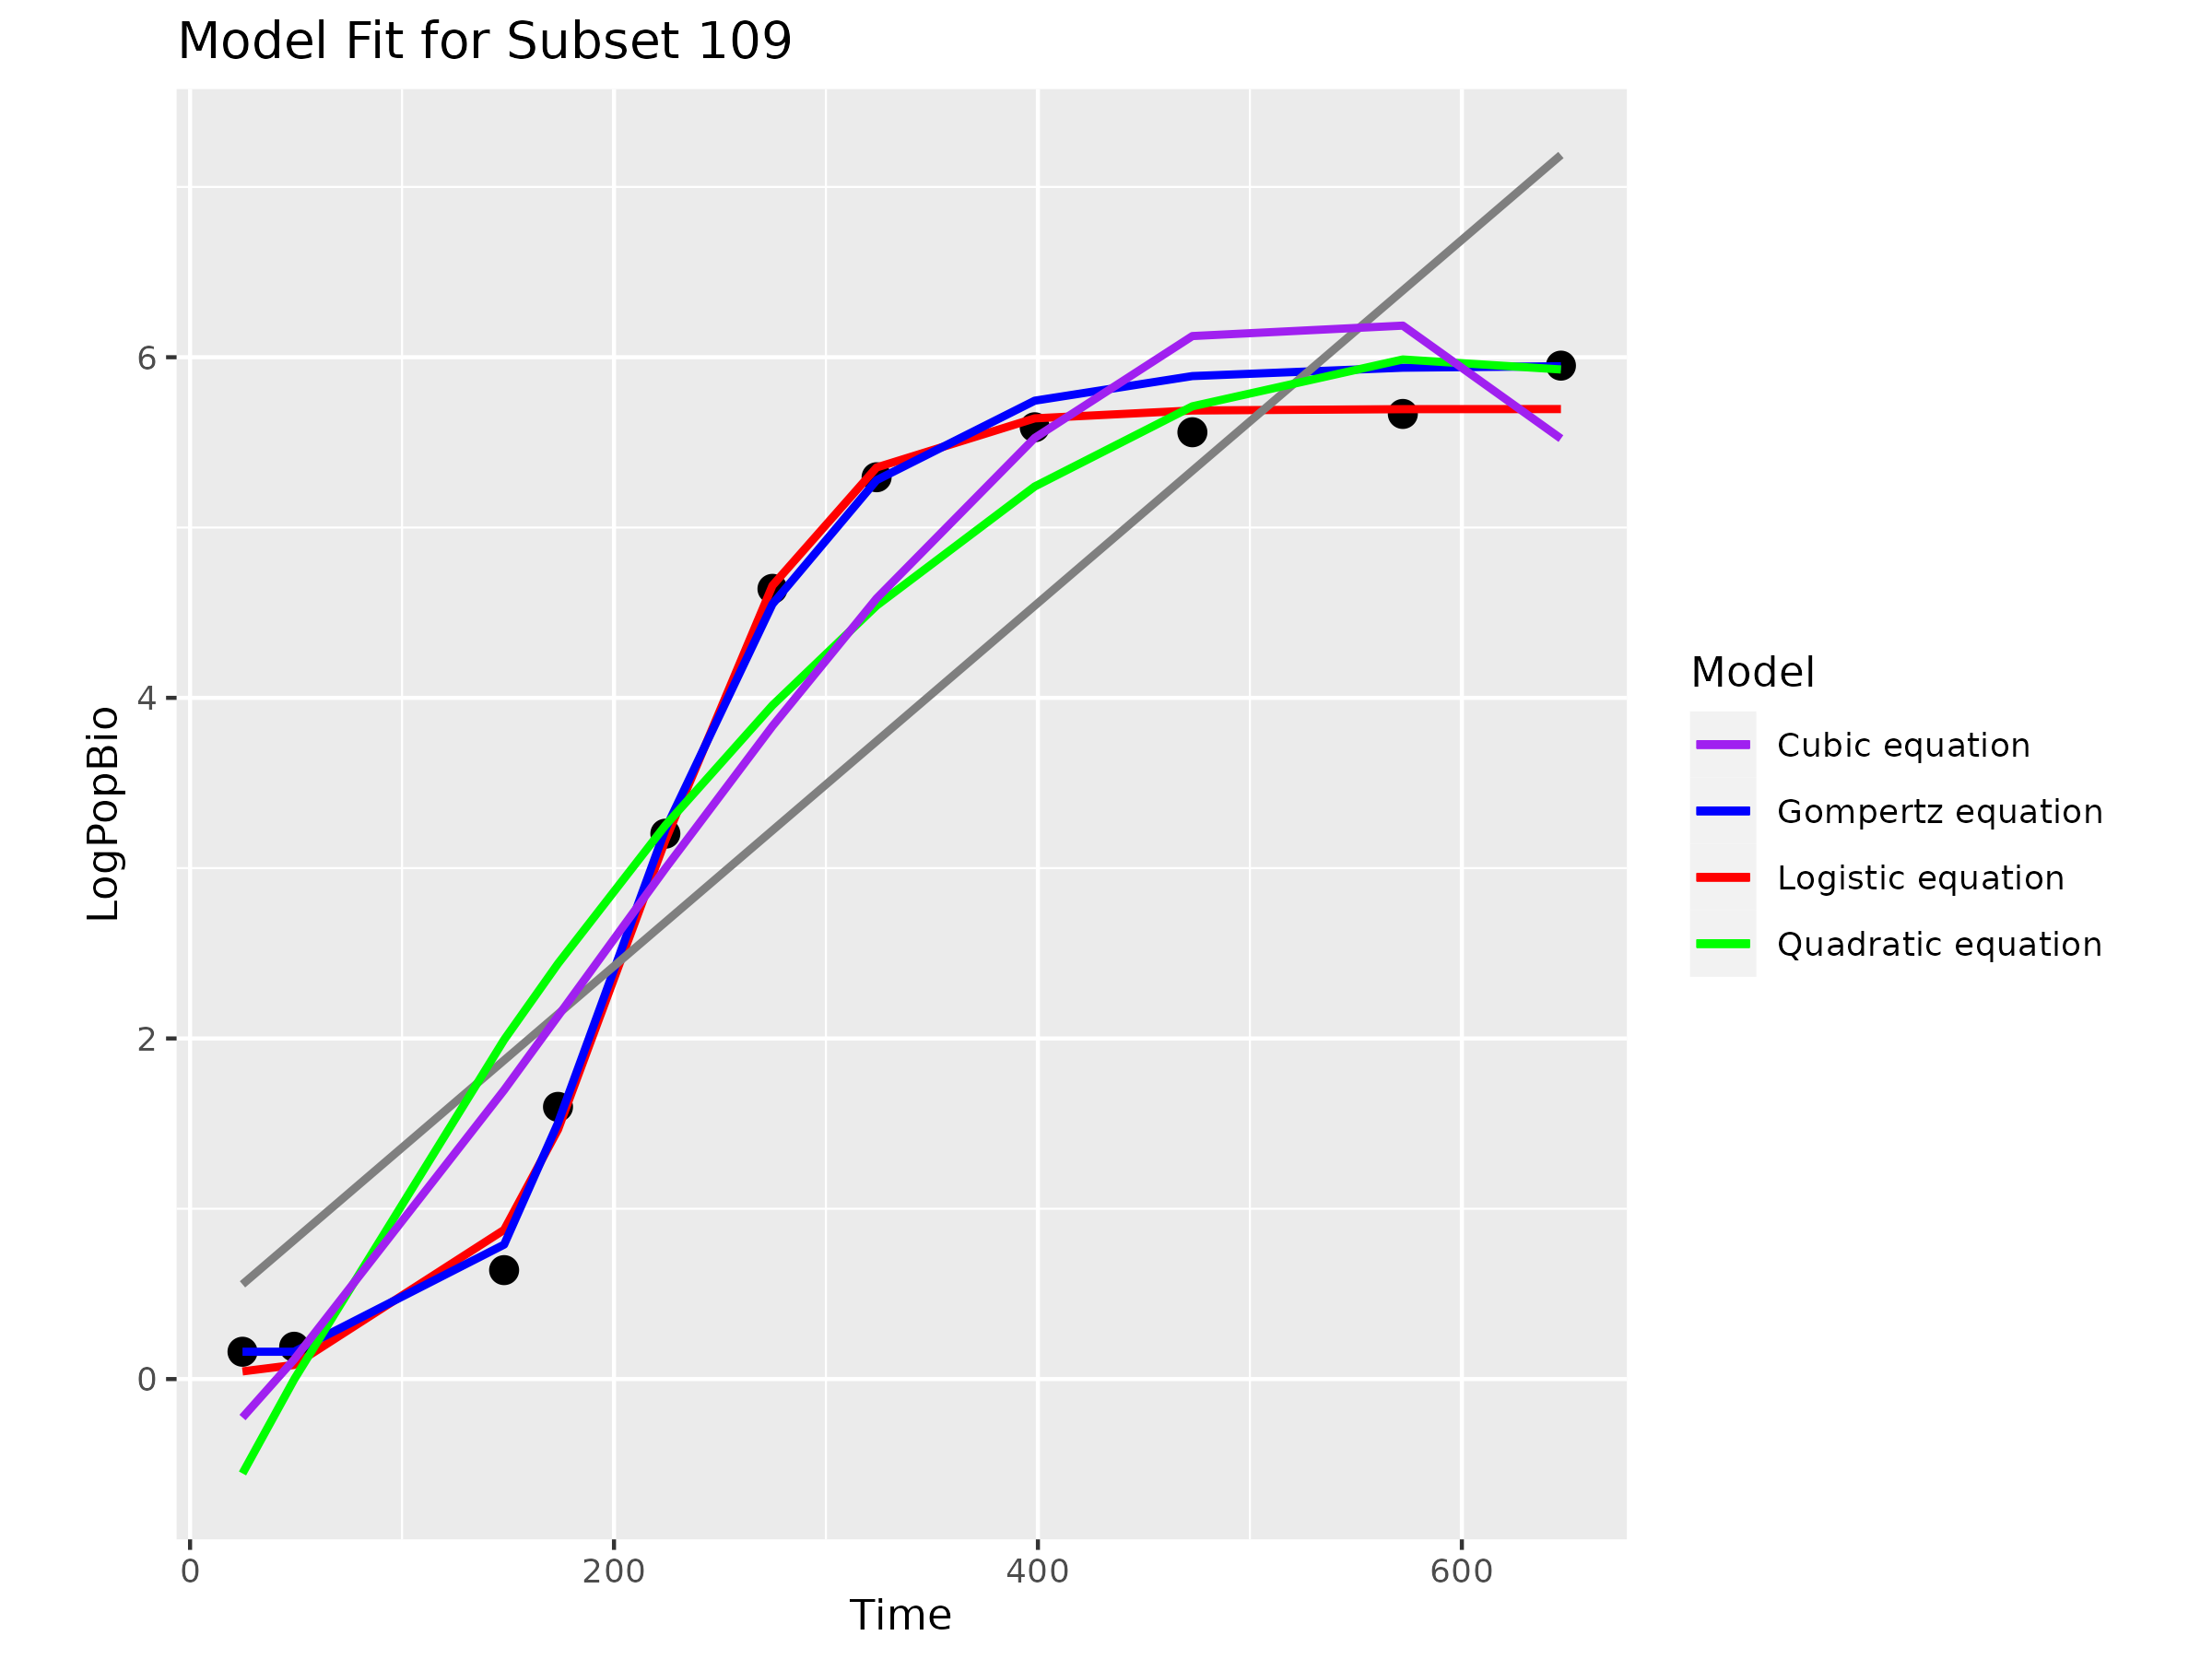 Model Fit for Subset 109
LogPopBio
6
4
2
0
0 200 400 600
Time
Model
Cubic equation
Gompertz equation
Logistic equation
Quadratic equation